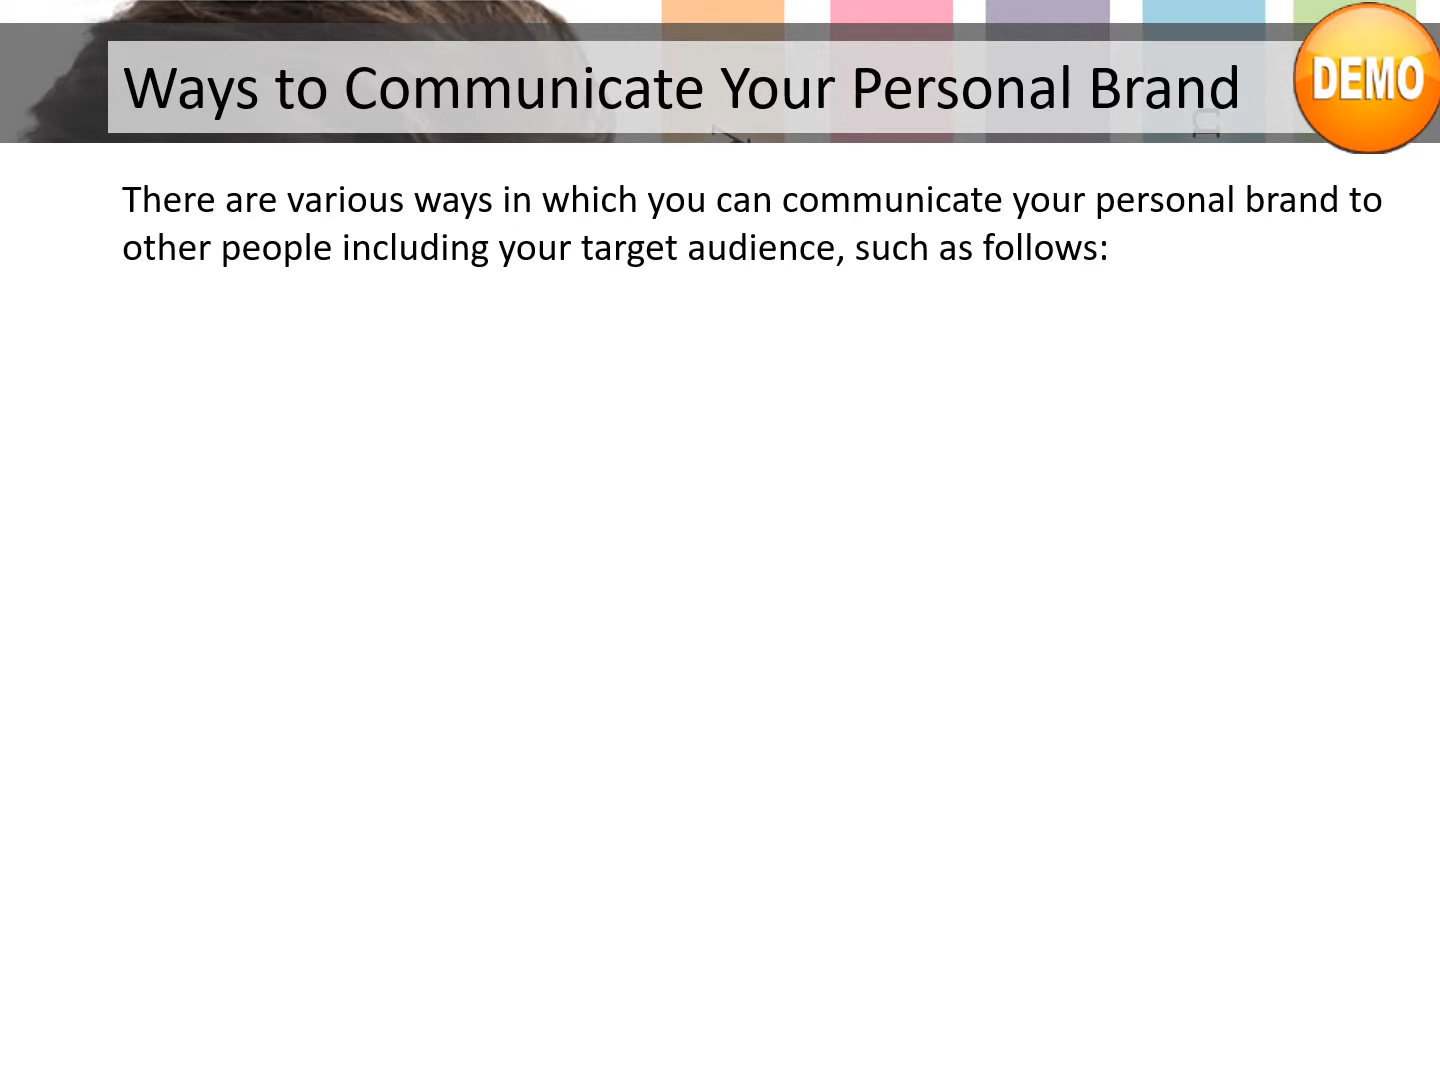 Ways to Communicate Your Personal Brand
DEMO
There are various ways in which you can communicate your personal brand to
other people including your target audience, such as follows: